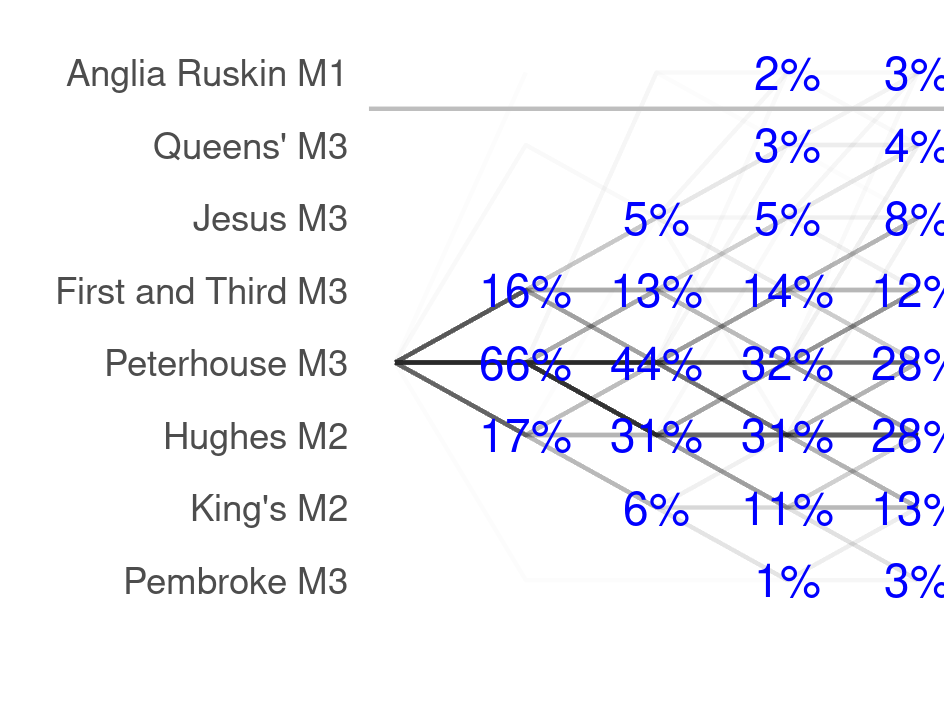 Anglia Ruskin M1 2% 3%
Queens' M3 3% 4%
Jesus M3 5% 5% 8%
First and Third M3 16% 13% 14% 12%
Peterhouse M3 66% 44% 32% 28%
Hughes M2 17% 31% 31% 28%
King's M2 6% 11% 13%
Pembroke M3 1% 3%